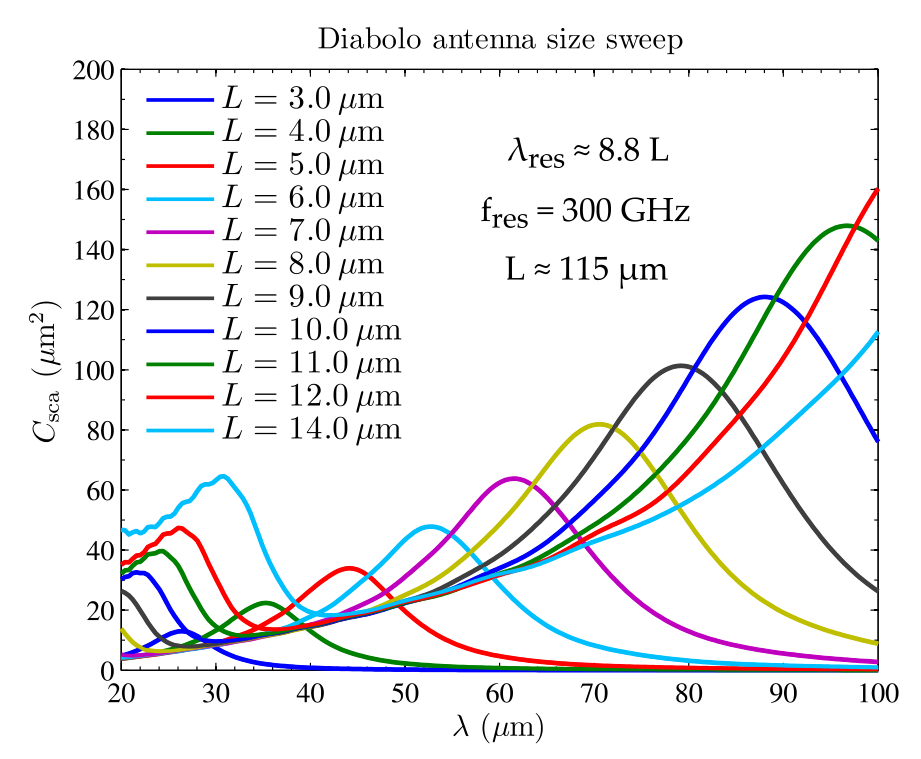 Diabolo antenna size sweep
200
180
160
140
120
100
80
60
40
20
0
C_sca (μm²)
L = 3.0 μm
L = 4.0 μm
L = 5.0 μm
L = 6.0 μm
L = 7.0 μm
L = 8.0 μm
L = 9.0 μm
L = 10.0 μm
L = 11.0 μm
L = 12.0 μm
L = 14.0 μm
λ_res ≈ 8.8 L
f_res = 300 GHz
L ≈ 115 μm
20 30 40 50 60 70 80 90 100
λ (μm)